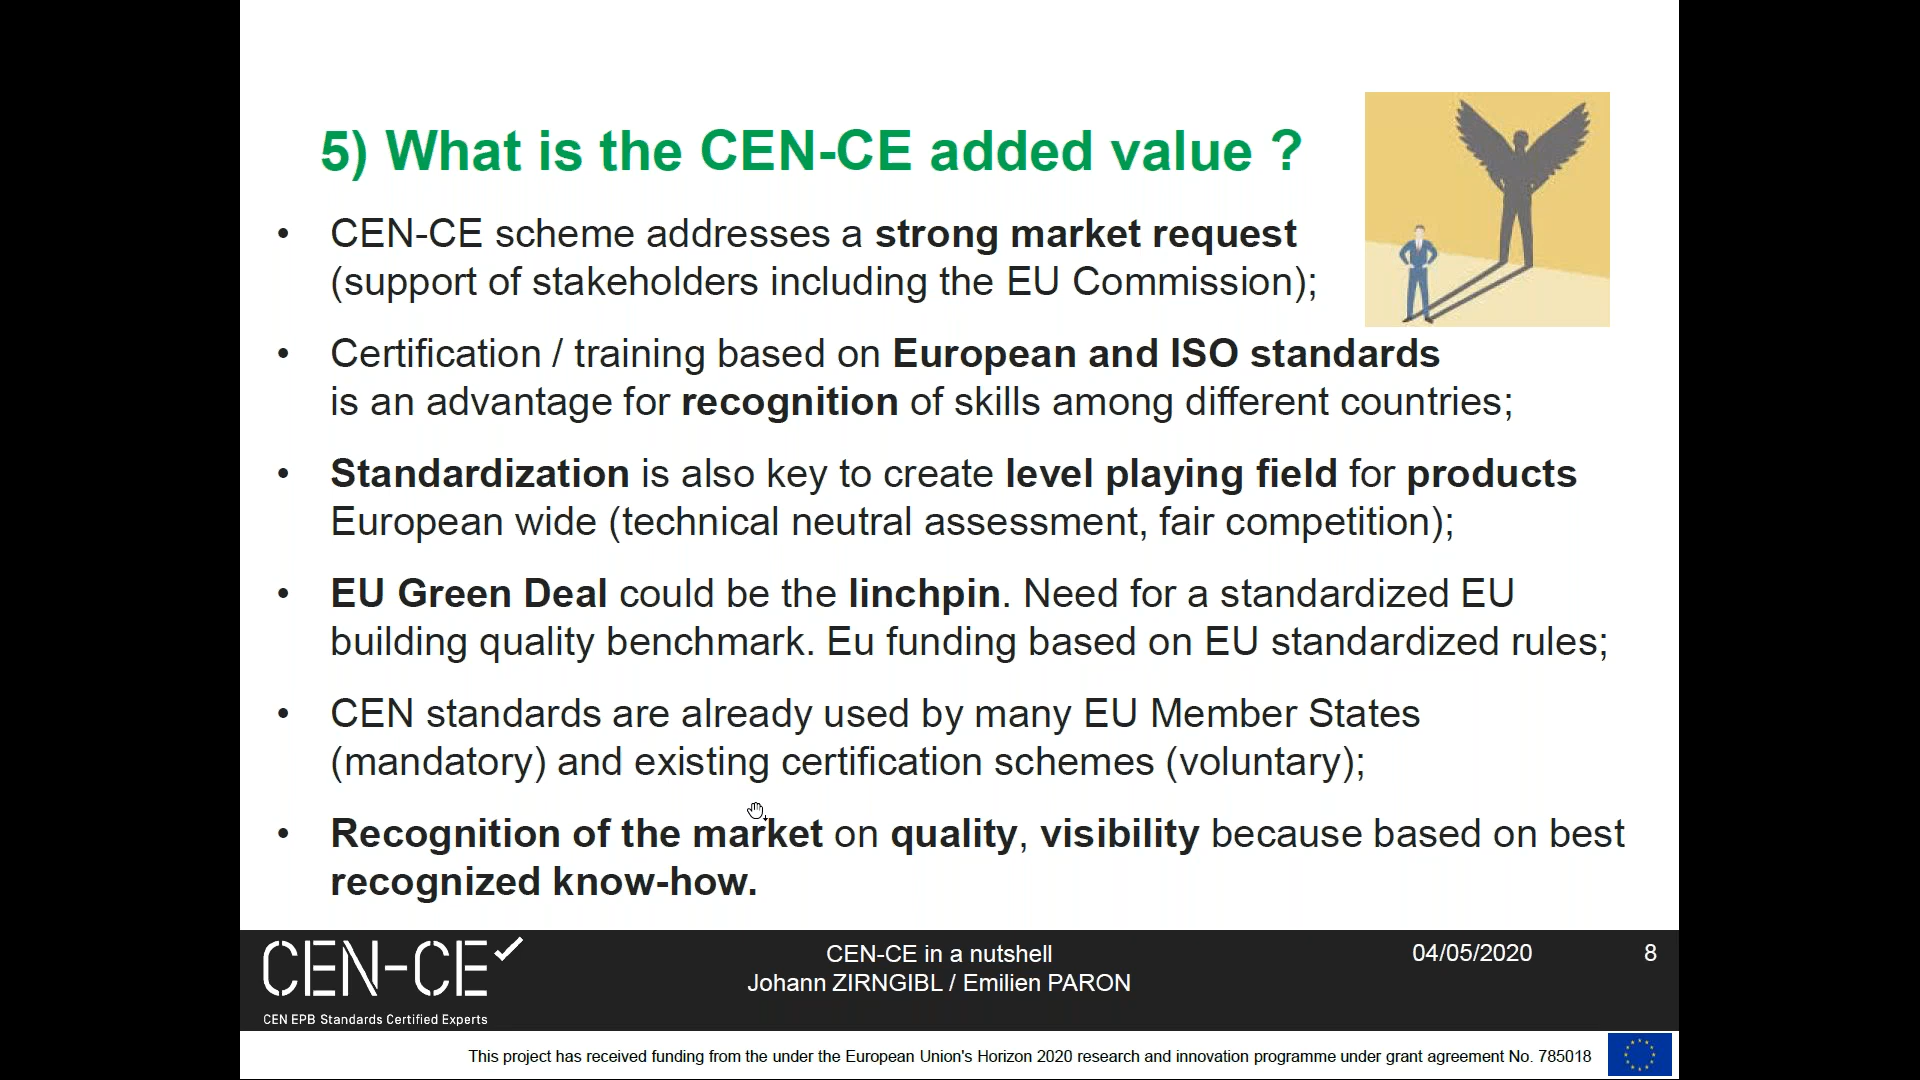 5) What is the CEN-CE added value ?
• CEN-CE scheme addresses a strong market request
(support of stakeholders including the EU Commission);
• Certification / training based on European and ISO standards
is an advantage for recognition of skills among different countries;
• Standardization is also key to create level playing field for products
European wide (technical neutral assessment, fair competition);
• EU Green Deal could be the linchpin. Need for a standardized EU
building quality benchmark. Eu funding based on EU standardized rules;
• CEN standards are already used by many EU Member States
(mandatory) and existing certification schemes (voluntary);
• Recognition of the market on quality, visibility because based on best
recognized know-how.
CEN-CE
CEN EPB Standards Certified Experts
CEN-CE in a nutshell
Johann ZIRNGIBL / Emilien PARON
04/05/2020
8
This project has received funding from the under the European Union's Horizon 2020 research and innovation programme under grant agreement No. 785018